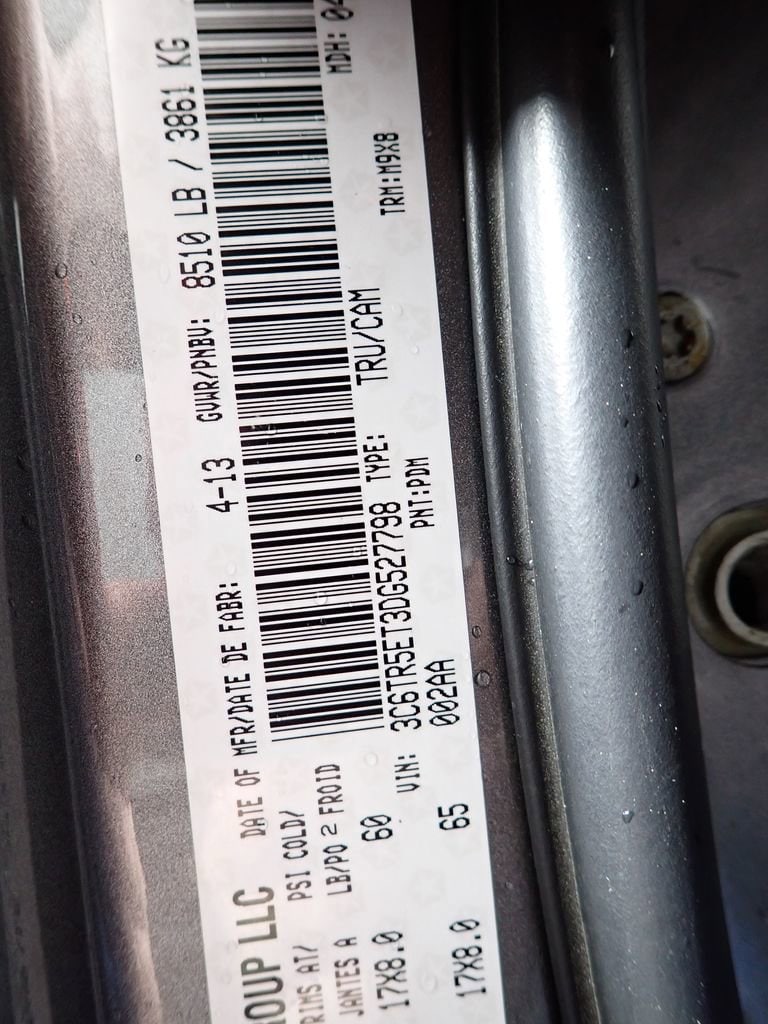 OUP LLC
DATE OF MFR/DATE DE FABR: 4-13 GVWR/PNBV: 8510 LB / 3861 KG
RIMS AT/ PSI COLD/
JANTES A LB/PO 2 FROID
17X8.0 60
VIN: 3C6TR5ET3DG527798 TYPE: TRU/CAM MDH: 04
17X8.0 65 002AA PNT:PDM TRM:M9X8